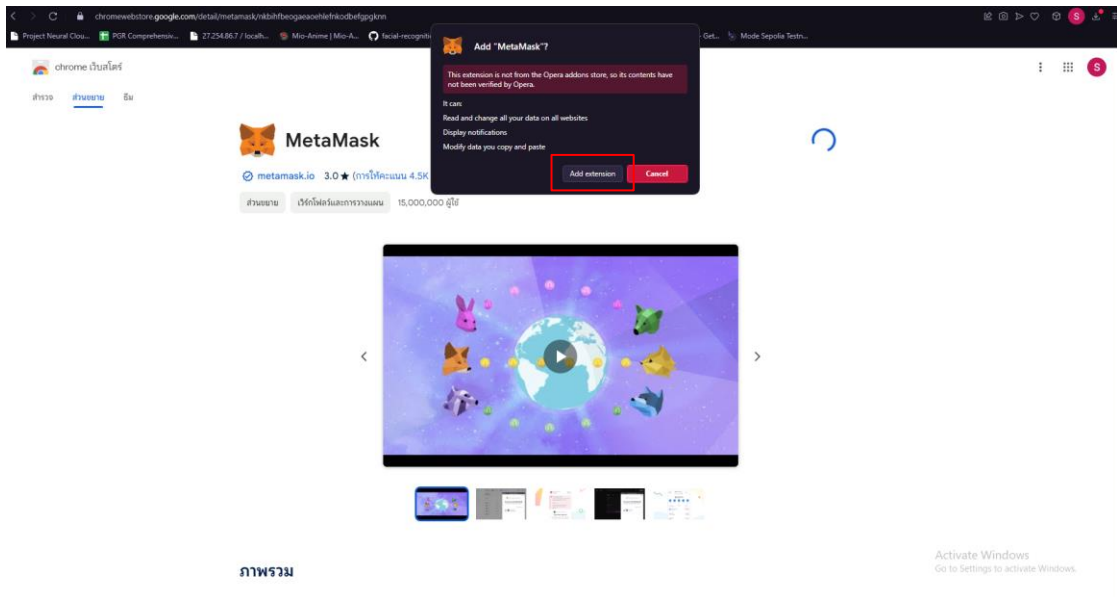 chromewebstore.google.com/detail/metamask/nkbihfbeogaeaoehlefnkodbefgpgknn
Project Neural Clou...
PGR Comprehensiv...
27.254.86.7 / localh...
Mio-Anime | Mio-A...
facial-recogniti
Get...
Mode Sepolia Testn...
S
chrome เว็บสโตร์
S
สำรวจ
ส่วนขยาย
ธีม
Add "MetaMask"?
This extension is not from the Opera addons store, so its contents have
not been verified by Opera.
It can:
Read and change all your data on all websites
Display notifications
Modify data you copy and paste
Add extension
Cancel
MetaMask
metamask.io
3.0 ★ (การให้คะแนน 4.5K
ส่วนขยาย
เวิร์กโฟลว์และการวางแผน
15,000,000 ผู้ใช้
ภาพรวม
Activate Windows
Go to Settings to activate Windows.